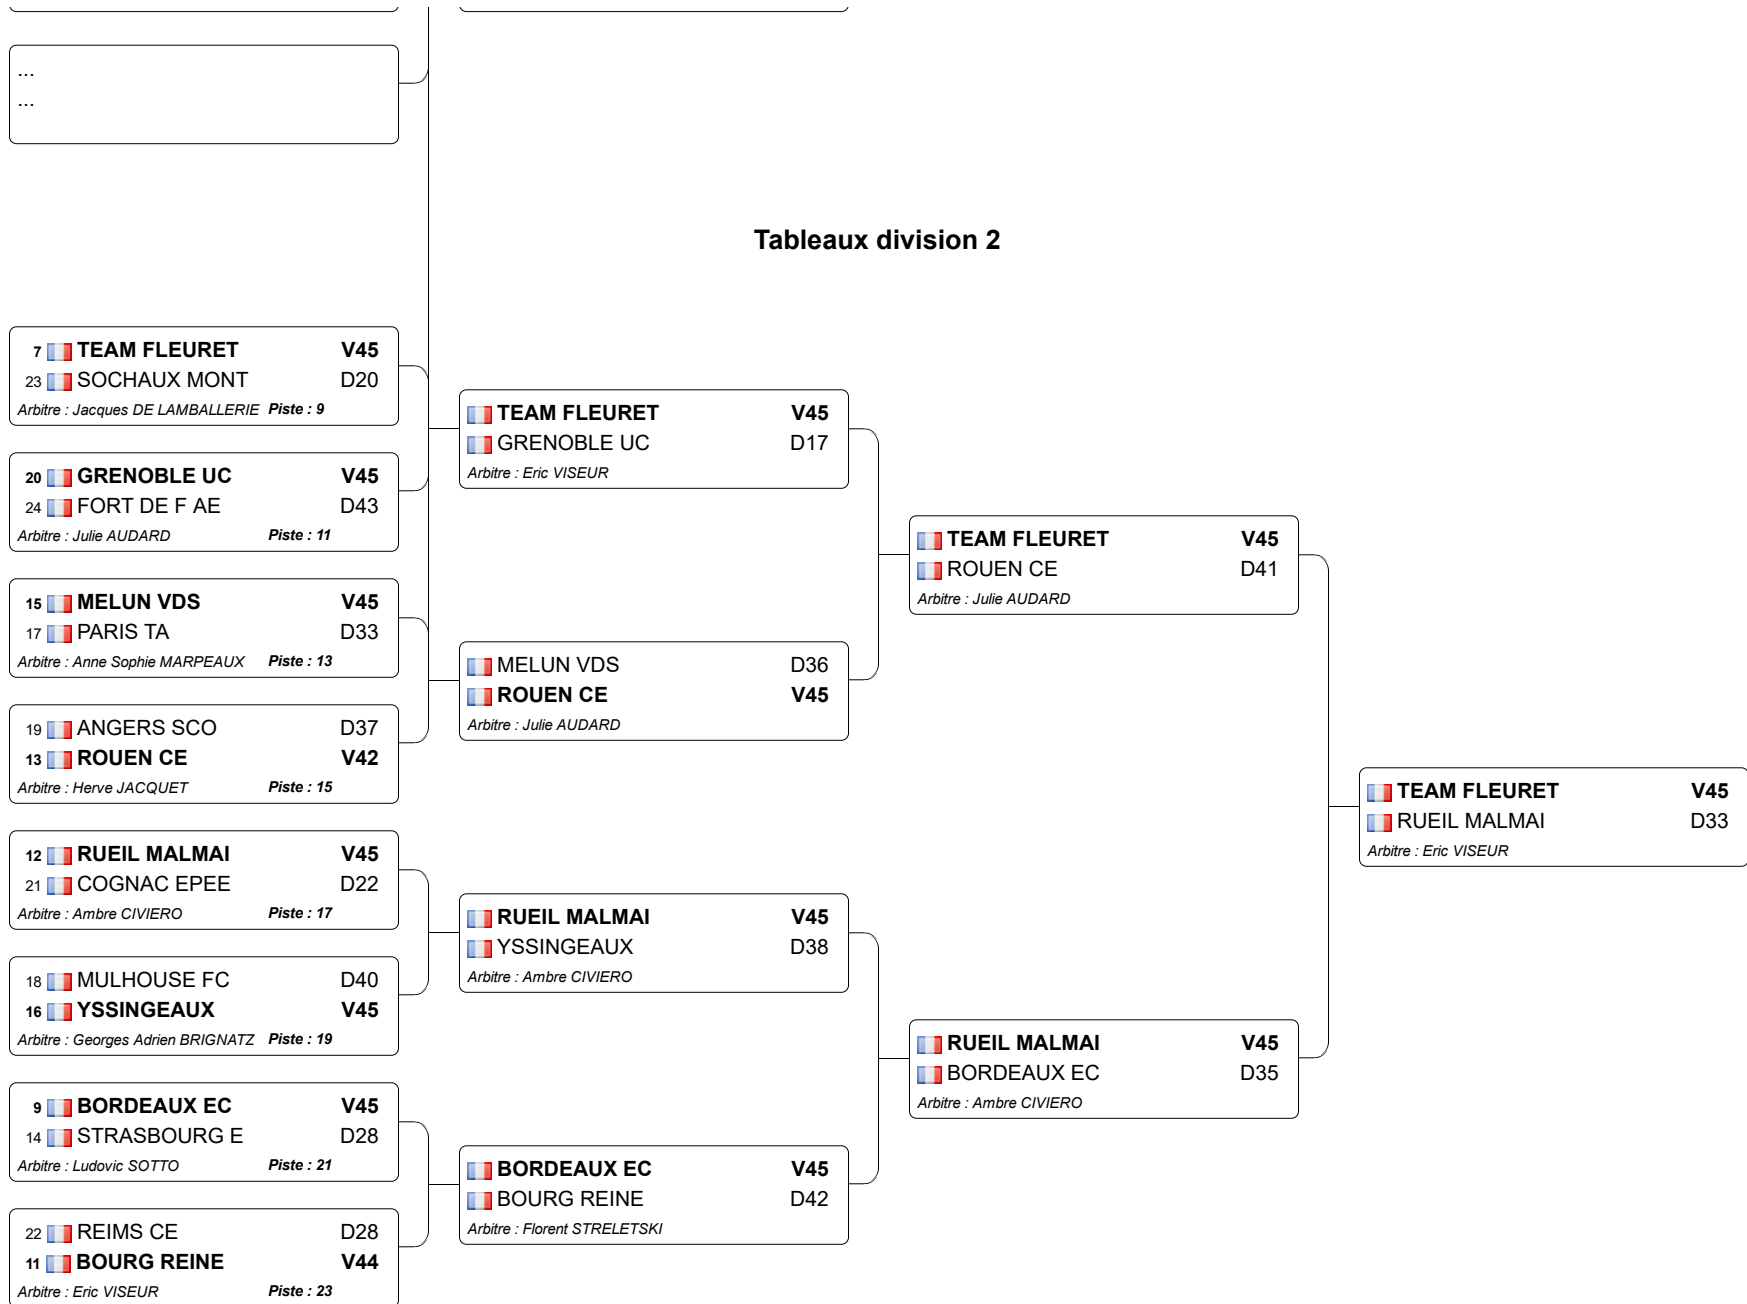 ...
...
Tableaux division 2
7 TEAM FLEURET V45
23 SOCHAUX MONT D20
Arbitre : Jacques DE LAMBALLERIE Piste : 9
20 GRENOBLE UC V45
24 FORT DE F AE D43
Arbitre : Julie AUDARD Piste : 11
15 MELUN VDS V45
17 PARIS TA D33
Arbitre : Anne Sophie MARPEAUX Piste : 13
19 ANGERS SCO D37
13 ROUEN CE V42
Arbitre : Herve JACQUET Piste : 15
12 RUEIL MALMAI V45
21 COGNAC EPEE D22
Arbitre : Ambre CIVIERO Piste : 17
18 MULHOUSE FC D40
16 YSSINGEAUX V45
Arbitre : Georges Adrien BRIGNATZ Piste : 19
9 BORDEAUX EC V45
14 STRASBOURG E D28
Arbitre : Ludovic SOTTO Piste : 21
22 REIMS CE D28
11 BOURG REINE V44
Arbitre : Eric VISEUR Piste : 23
TEAM FLEURET V45
GRENOBLE UC D17
Arbitre : Eric VISEUR
MELUN VDS D36
ROUEN CE V45
Arbitre : Julie AUDARD
RUEIL MALMAI V45
YSSINGEAUX D38
Arbitre : Ambre CIVIERO
BORDEAUX EC V45
BOURG REINE D42
Arbitre : Florent STRELETSKI
TEAM FLEURET V45
ROUEN CE D41
Arbitre : Julie AUDARD
RUEIL MALMAI V45
BORDEAUX EC D35
Arbitre : Ambre CIVIERO
TEAM FLEURET V45
RUEIL MALMAI D33
Arbitre : Eric VISEUR